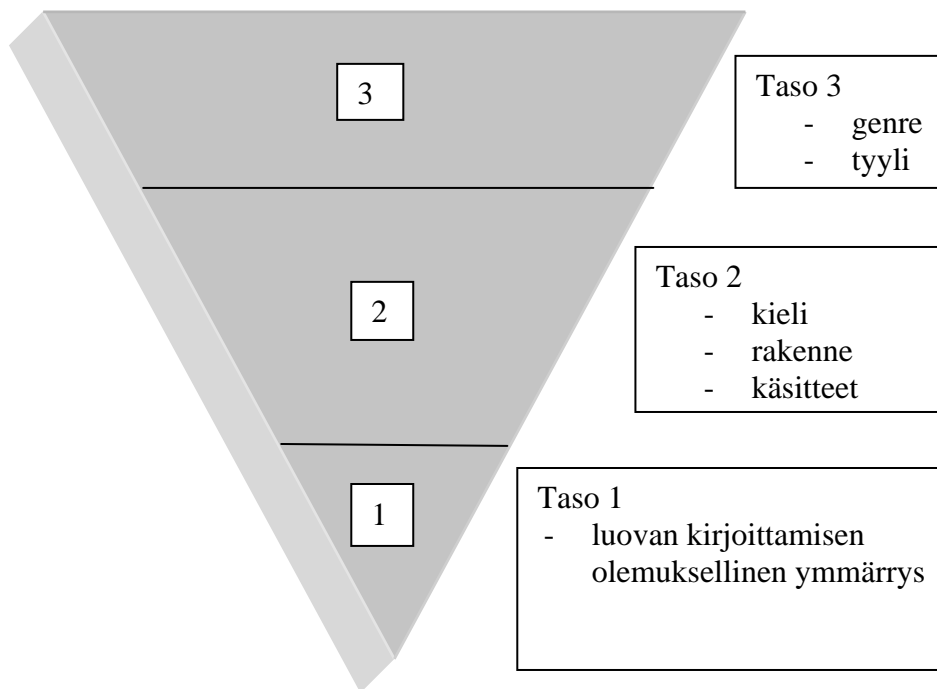 3
Taso 3
- genre
- tyyli
2
Taso 2
- kieli
- rakenne
- käsitteet
1
Taso 1
- luovan kirjoittamisen
olemuksellinen ymmärrys